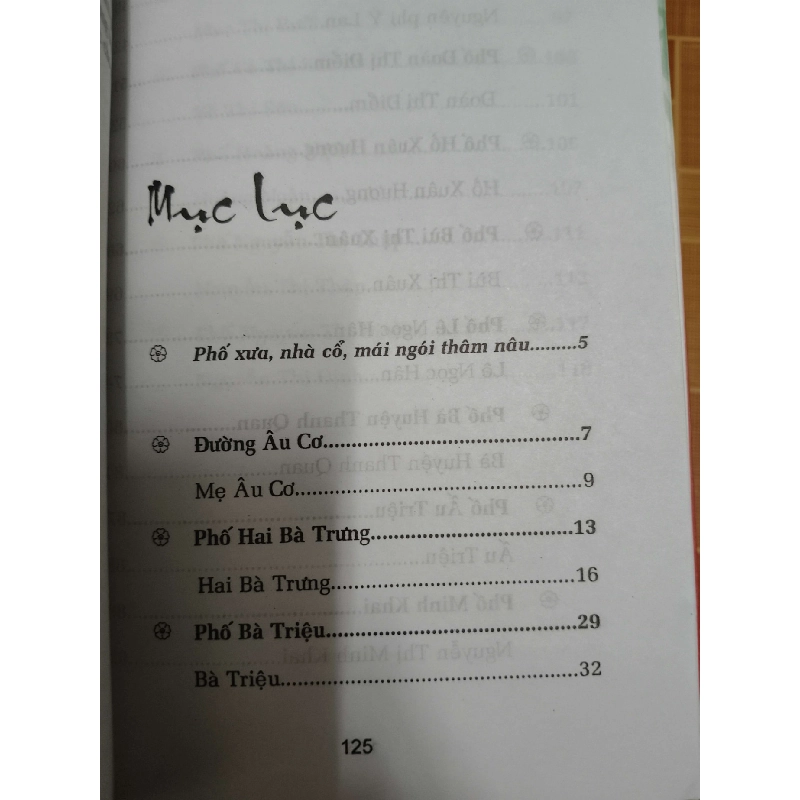 Mục lục
Phố xưa, nhà cổ, mái ngói thâm nâu.........5
Đường Âu Cơ.............................................7
Mẹ Âu Cơ..................................................9
Phố Hai Bà Trưng...................................13
Hai Bà Trưng..........................................16
Phố Bà Triệu...........................................29
Bà Triệu...................................................32
125